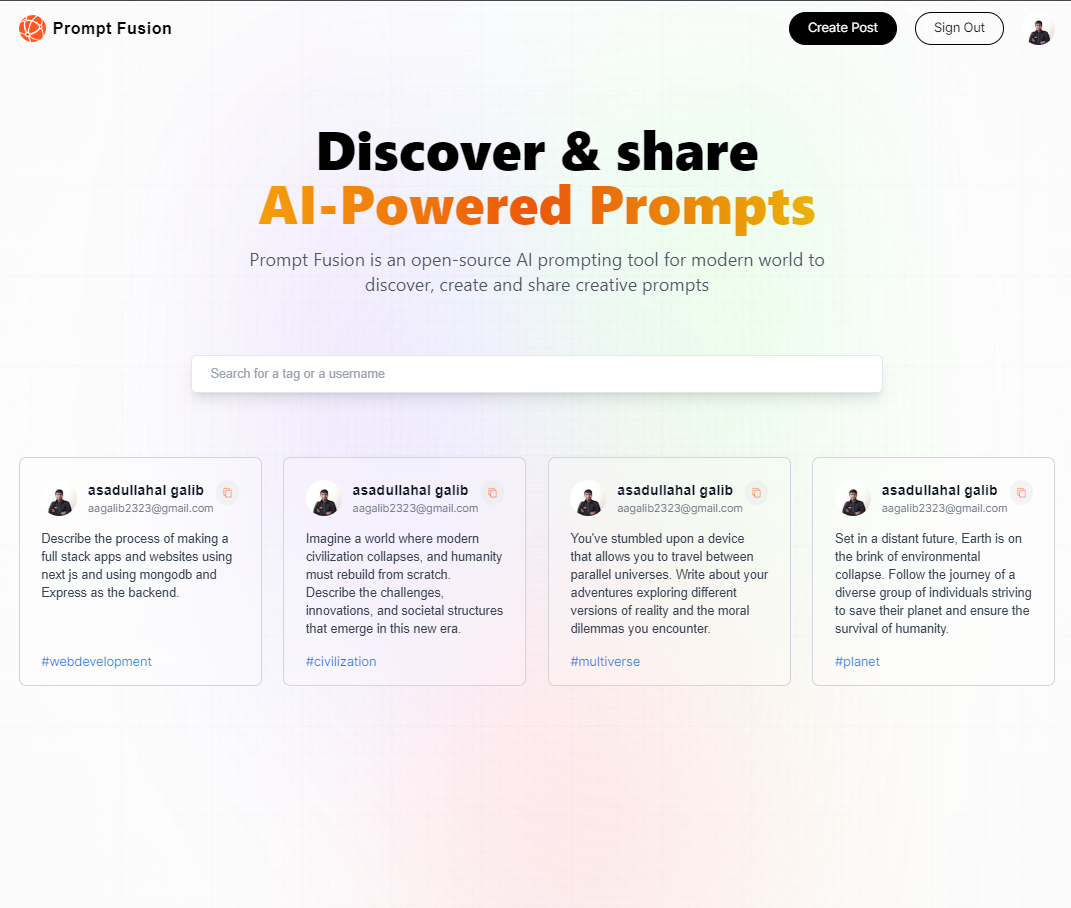 Prompt Fusion
Create Post
Sign Out
Discover & share
AI-Powered Prompts
Prompt Fusion is an open-source AI prompting tool for modern world to
discover, create and share creative prompts
Search for a tag or a username
asadullahal galib
aagalib2323@gmail.com
Describe the process of making a
full stack apps and websites using
next js and using mongodb and
Express as the backend.
#webdevelopment
asadullahal galib
aagalib2323@gmail.com
Imagine a world where modern
civilization collapses, and humanity
must rebuild from scratch.
Describe the challenges,
innovations, and societal structures
that emerge in this new era.
#civilization
asadullahal galib
aagalib2323@gmail.com
You've stumbled upon a device
that allows you to travel between
parallel universes. Write about your
adventures exploring different
versions of reality and the moral
dilemmas you encounter.
#multiverse
asadullahal galib
aagalib2323@gmail.com
Set in a distant future, Earth is on
the brink of environmental
collapse. Follow the journey of a
diverse group of individuals striving
to save their planet and ensure the
survival of humanity.
#planet